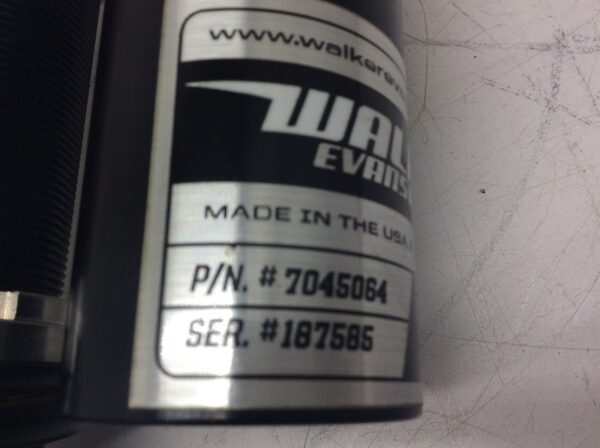 www.walkerev
WAL
EVANS
MADE IN THE USA
P/N. # 7045064
SER. #187585